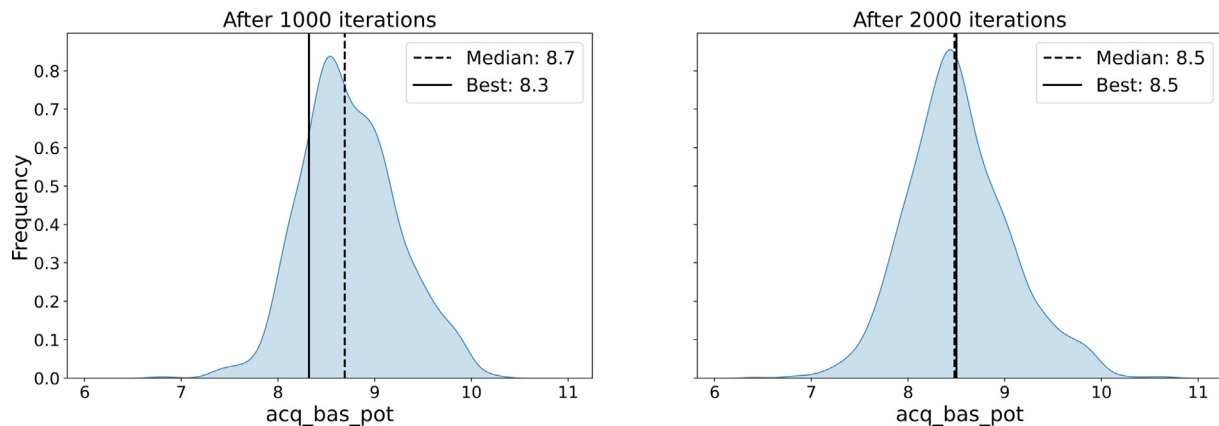 After 1000 iterations
Median: 8.7
Best: 8.3
Frequency
0.8
0.7
0.6
0.5
0.4
0.3
0.2
0.1
0.0
6 7 8 9 10 11
acq_bas_pot
After 2000 iterations
Median: 8.5
Best: 8.5
6 7 8 9 10 11
acq_bas_pot